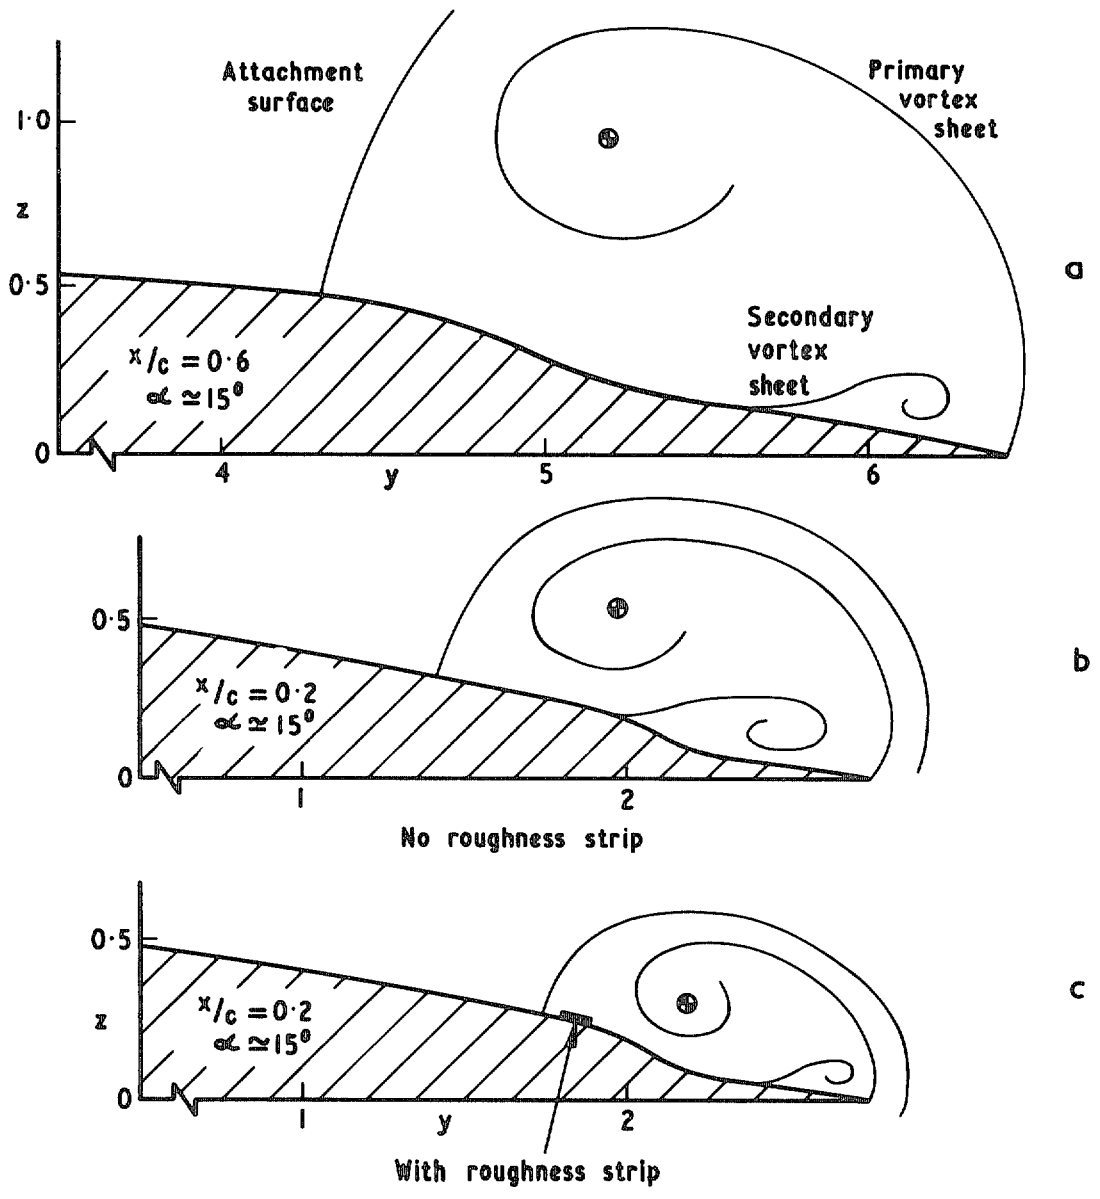 Attachment
surface
Primary
vortex
sheet
1·0
z
a
0·5
Secondary
vortex
sheet
x/c = 0·6
α ≃ 15°
0
4
y
5
6
0·5
b
x/c = 0·2
α ≃ 15°
0
1
2
No roughness strip
0·5
c
x/c = 0·2
z
α ≃ 15°
0
1
y
2
With roughness strip